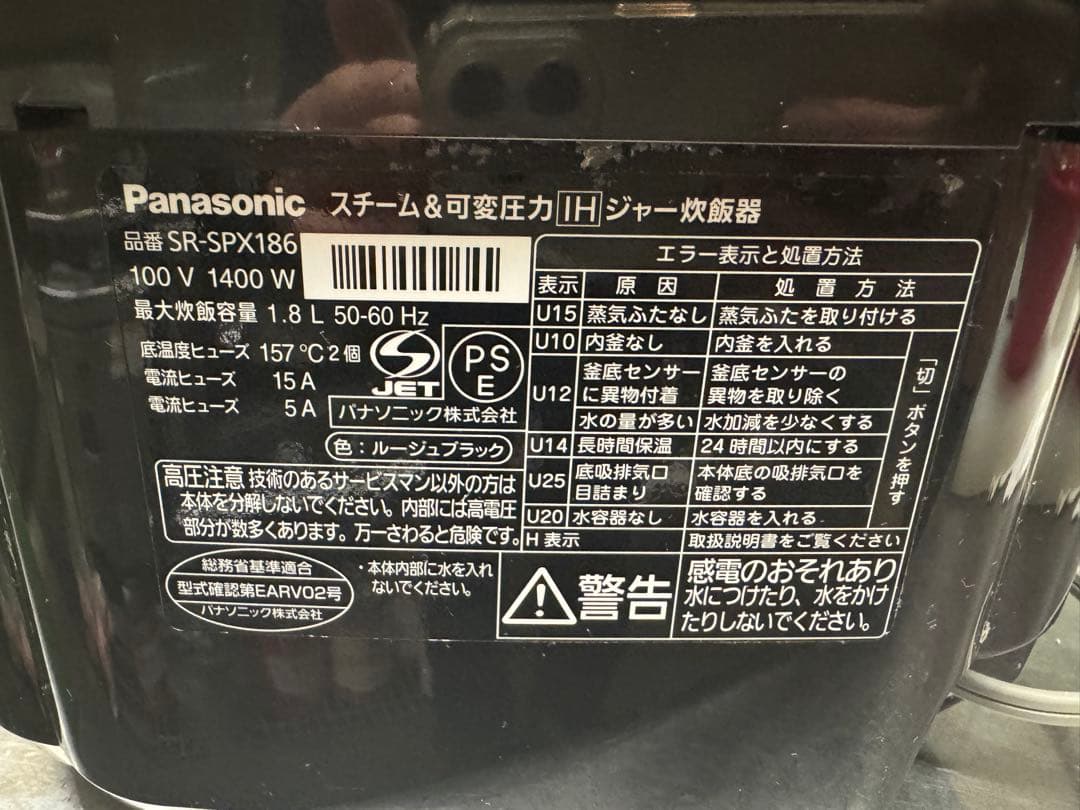 Panasonic スチーム&可変圧力IHジャー炊飯器
品番 SR-SPX186
100 V 1400 W
最大炊飯容量 1.8 L 50-60 Hz
底温度ヒューズ 157 ℃ 2個
電流ヒューズ 15 A
電流ヒューズ 5 A
S
JET
PS
E
パナソニック株式会社
色:ルージュブラック
高圧注意 技術のあるサービスマン以外の方は
本体を分解しないでください。内部には高電圧
部分が数多くあります。万一さわると危険です。
総務省基準適合
型式確認第EARV02号
パナソニック株式会社
・本体内部に水を入れ
ないでください。
エラー表示と処置方法
表示 原因 処置方法
U15 蒸気ふたなし 蒸気ふたを取り付ける
U10 内釜なし 内釜を入れる
U12 釜底センサー
に異物付着 釜底センサーの
異物を取り除く
水の量が多い 水加減を少なくする
U14 長時間保温 24時間以内にする
U25 底吸排気口
目詰まり 本体底の吸排気口を
確認する
U20 水容器なし 水容器を入れる
「切」ボタンを押す
H表示 取扱説明書をご覧ください
警告
感電のおそれあり
水につけたり、水をかけ
たりしないでください。